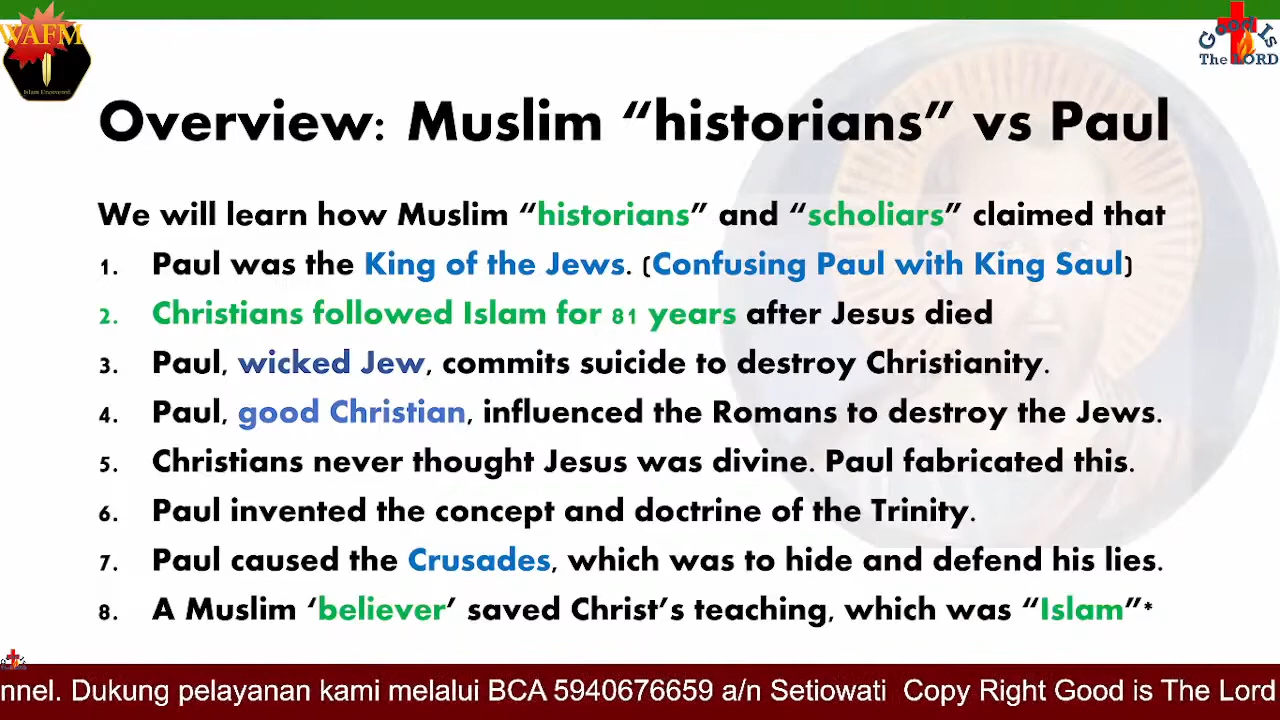 WAFM
Islam Uncovered
Good Is
The LORD
Overview: Muslim “historians” vs Paul
We will learn how Muslim “historians” and “scholiars” claimed that
1. Paul was the King of the Jews. (Confusing Paul with King Saul)
2. Christians followed Islam for 81 years after Jesus died
3. Paul, wicked Jew, commits suicide to destroy Christianity.
4. Paul, good Christian, influenced the Romans to destroy the Jews.
5. Christians never thought Jesus was divine. Paul fabricated this.
6. Paul invented the concept and doctrine of the Trinity.
7. Paul caused the Crusades, which was to hide and defend his lies.
8. A Muslim ‘believer’ saved Christ’s teaching, which was “Islam”*
nnel. Dukung pelayanan kami melalui BCA 5940676659 a/n Setiowati Copy Right Good is The Lord